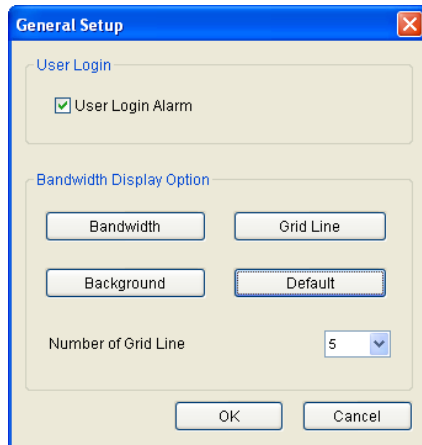 General Setup
User Login
User Login Alarm
Bandwidth Display Option
Bandwidth
Grid Line
Background
Default
Number of Grid Line
5
OK
Cancel